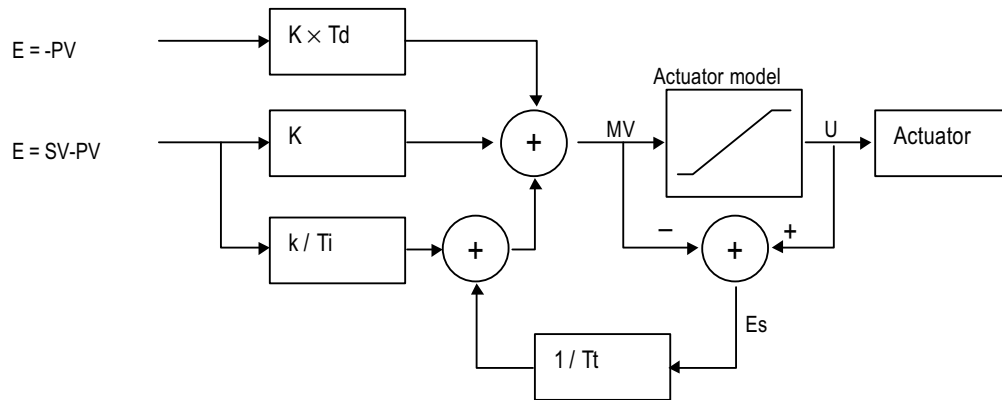 E = -PV
K × Td
Actuator model
E = SV-PV
K
+
MV
U
Actuator
k / Ti
+
−
+
+
Es
1 / Tt